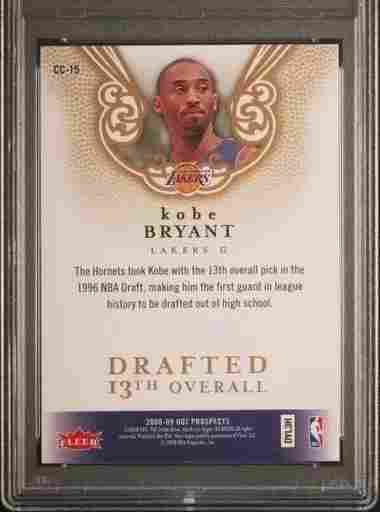 CC-15
LAKERS
kobe
BRYANT
LAKERS G
The Hornets took Kobe with the 13th overall pick in the
1996 NBA Draft, making him the first guard in league
history to be drafted out of high school.
DRAFTED
13TH OVERALL
2008-09 HOT PROSPECTS
FLEER
NBA